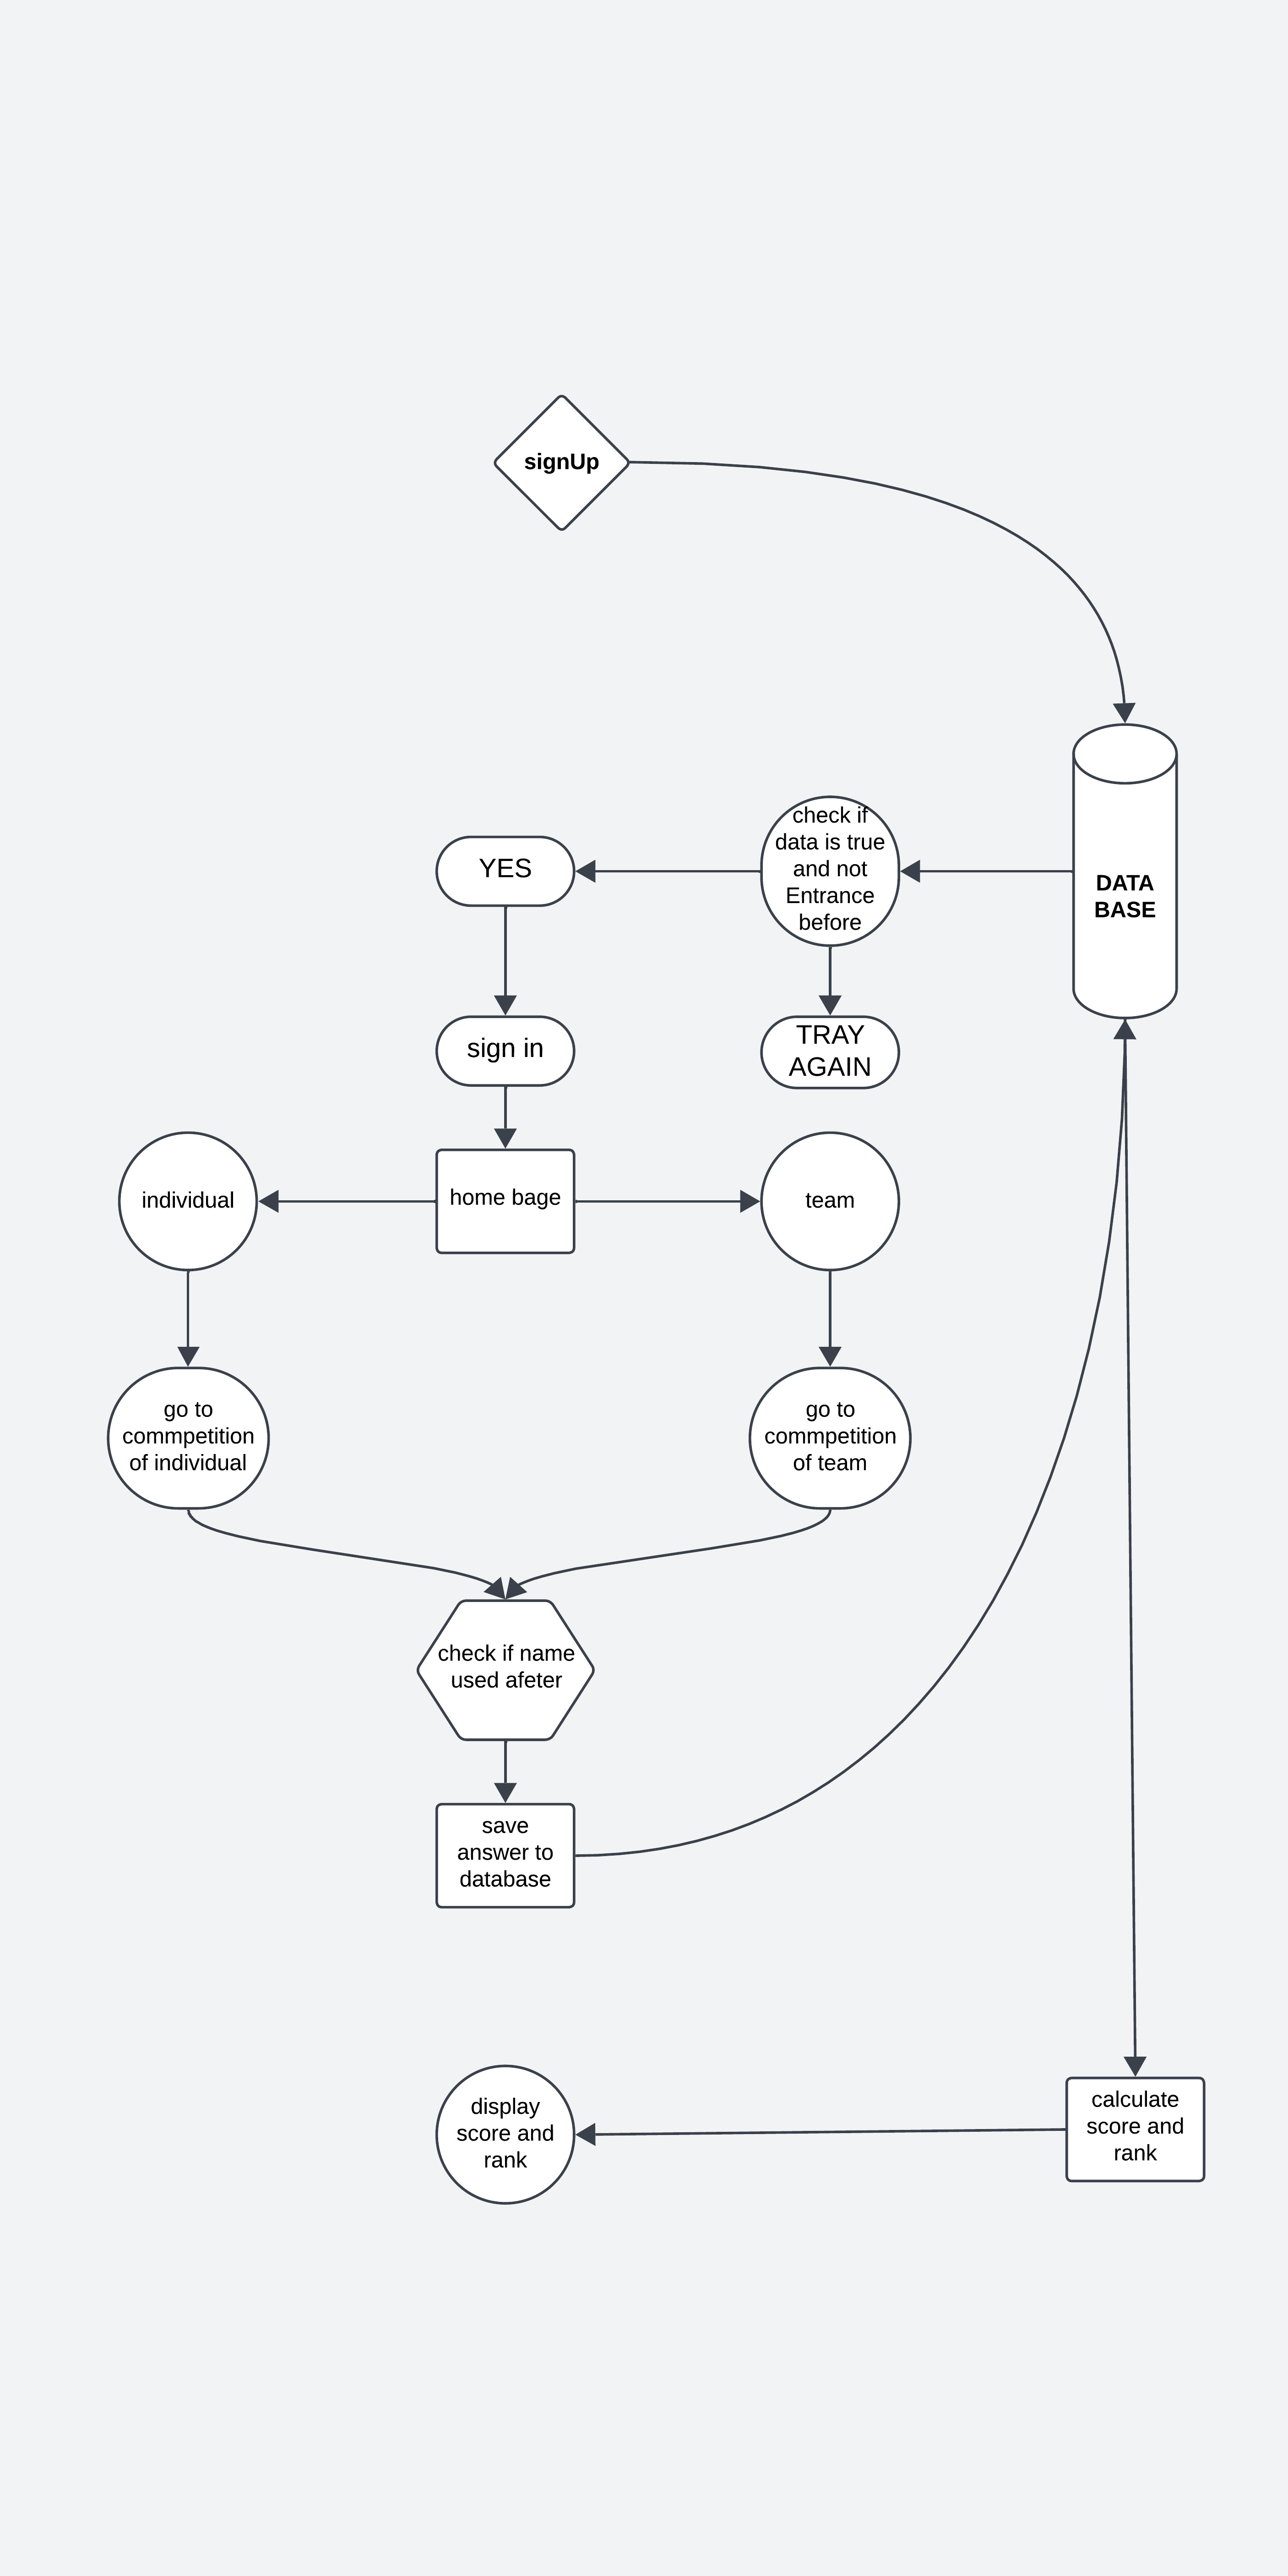 signUp
check if
data is true
and not
Entrance
before
YES
DATA
BASE
sign in
TRAY
AGAIN
individual
home bage
team
go to
commpetition
of individual
go to
commpetition
of team
check if name
used afeter
save
answer to
database
display
score and
rank
calculate
score and
rank